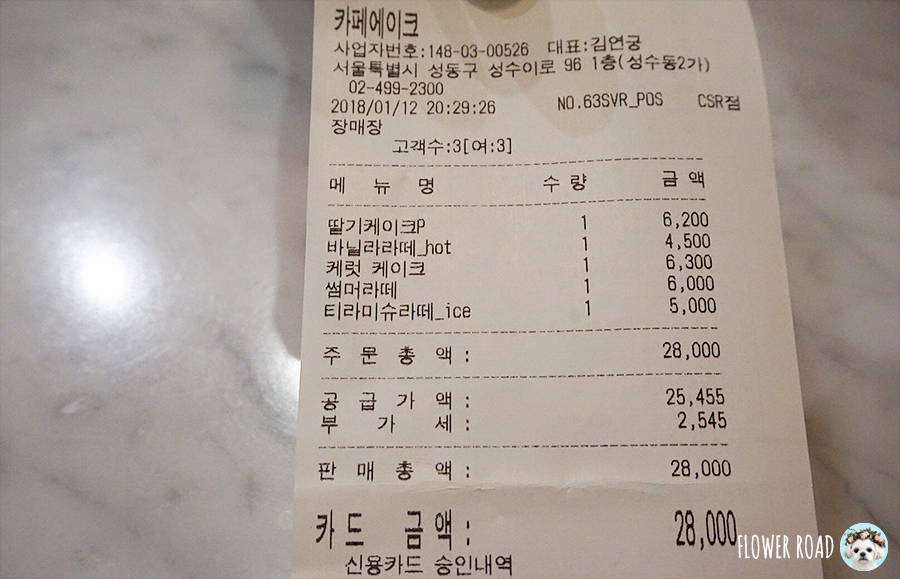 카페에이크
사업자번호:148-03-00526 대표:김연궁
서울특별시 성동구 성수이로 96 1층(성수동2가)
02-499-2300
2018/01/12 20:29:26 NO.63SVR_POS CSR점
장매장
고객수:3[여:3]
메 뉴 명 수 량 금 액
딸기케이크P 1 6,200
바닐라라떼_hot 1 4,500
케럿 케이크 1 6,300
썸머라떼 1 6,000
티라미슈라떼_ice 1 5,000
주 문 총 액 : 28,000
공 급 가 액 : 25,455
부 가 세 : 2,545
판 매 총 액 : 28,000
카드 금액: 28,000
신용카드 승인내역
FLOWER ROAD